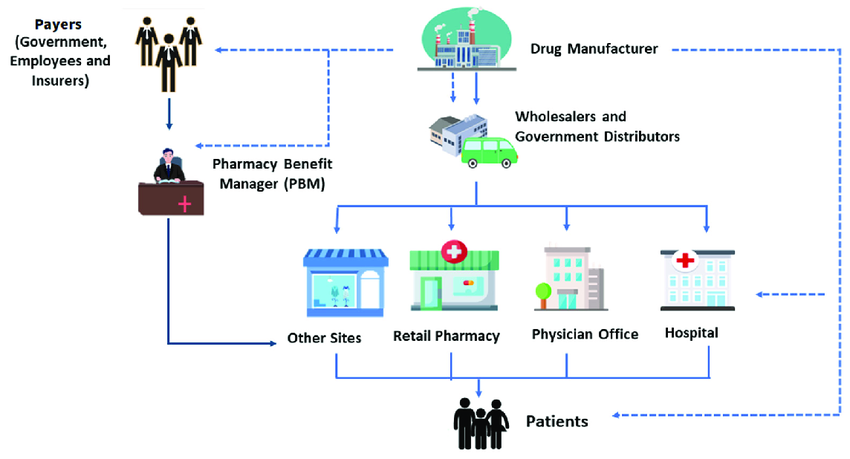 Payers
(Government,
Employees and
Insurers)
Drug Manufacturer
Wholesalers and
Government Distributors
Pharmacy Benefit
Manager (PBM)
Other Sites
Retail Pharmacy
Physician Office
Hospital
Patients